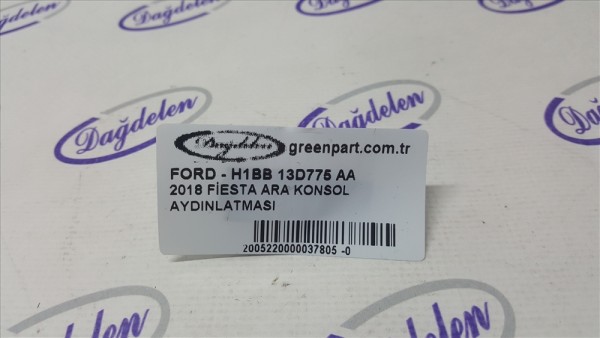 Dağdelen
Dağdelen
Dağdelen
Dağdelen greenpart.com.tr
FORD - H1BB 13D775 AA
2018 FİESTA ARA KONSOL
AYDINLATMASI
2005220000037805 -0
Dağdelen
Dağdelen